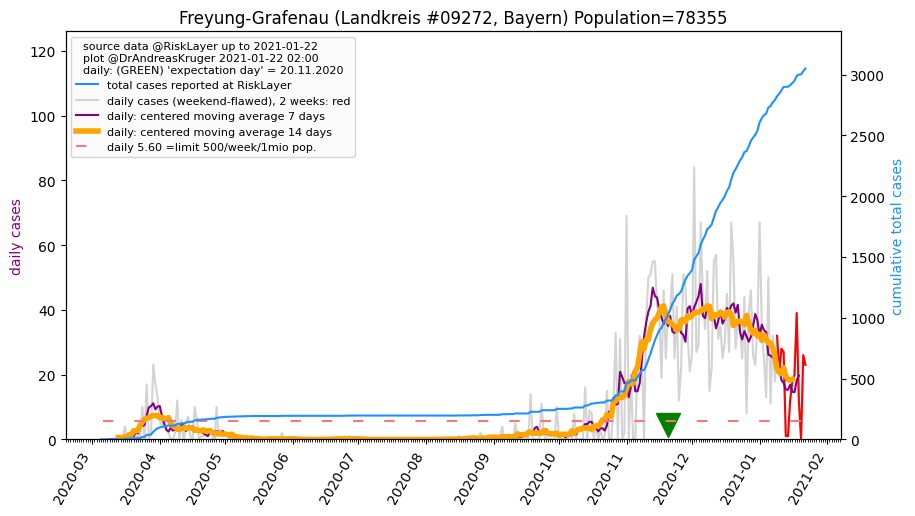 Freyung-Grafenau (Landkreis #09272, Bayern) Population=78355
source data @RiskLayer up to 2021-01-22
plot @DrAndreasKruger 2021-01-22 02:00
daily: (GREEN) 'expectation day' = 20.11.2020
total cases reported at RiskLayer
daily cases (weekend-flawed), 2 weeks: red
daily: centered moving average 7 days
daily: centered moving average 14 days
daily 5.60 =limit 500/week/1mio pop.
daily cases
120
100
80
60
40
20
0
cumulative total cases
3000
2500
2000
1500
1000
500
0
2020-03
2020-04
2020-05
2020-06
2020-07
2020-08
2020-09
2020-10
2020-11
2020-12
2021-01
2021-02